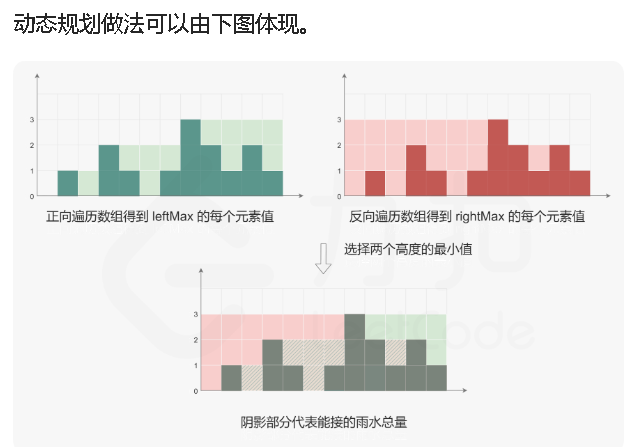 动态规划做法可以由下图体现。
3
2
1
0
3
2
1
0
正向遍历数组得到 leftMax 的每个元素值
反向遍历数组得到 rightMax 的每个元素值
选择两个高度的最小值
力扣
LeetCode
3
2
1
0
阴影部分代表能接的雨水总量